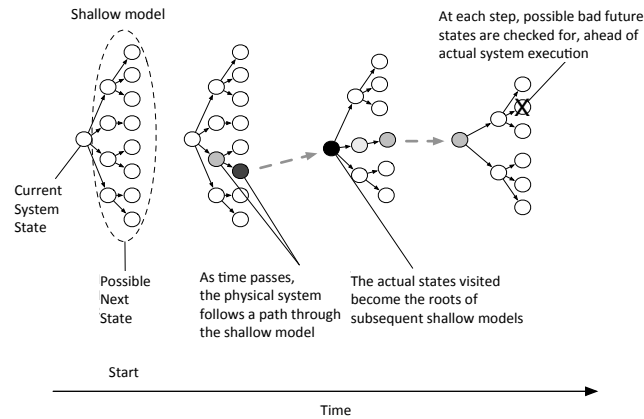 Shallow model
At each step, possible bad future
states are checked for, ahead of
actual system execution
X
Current
System
State
Possible
Next
State
As time passes,
the physical system
follows a path through
the shallow model
The actual states visited
become the roots of
subsequent shallow models
Start
Time